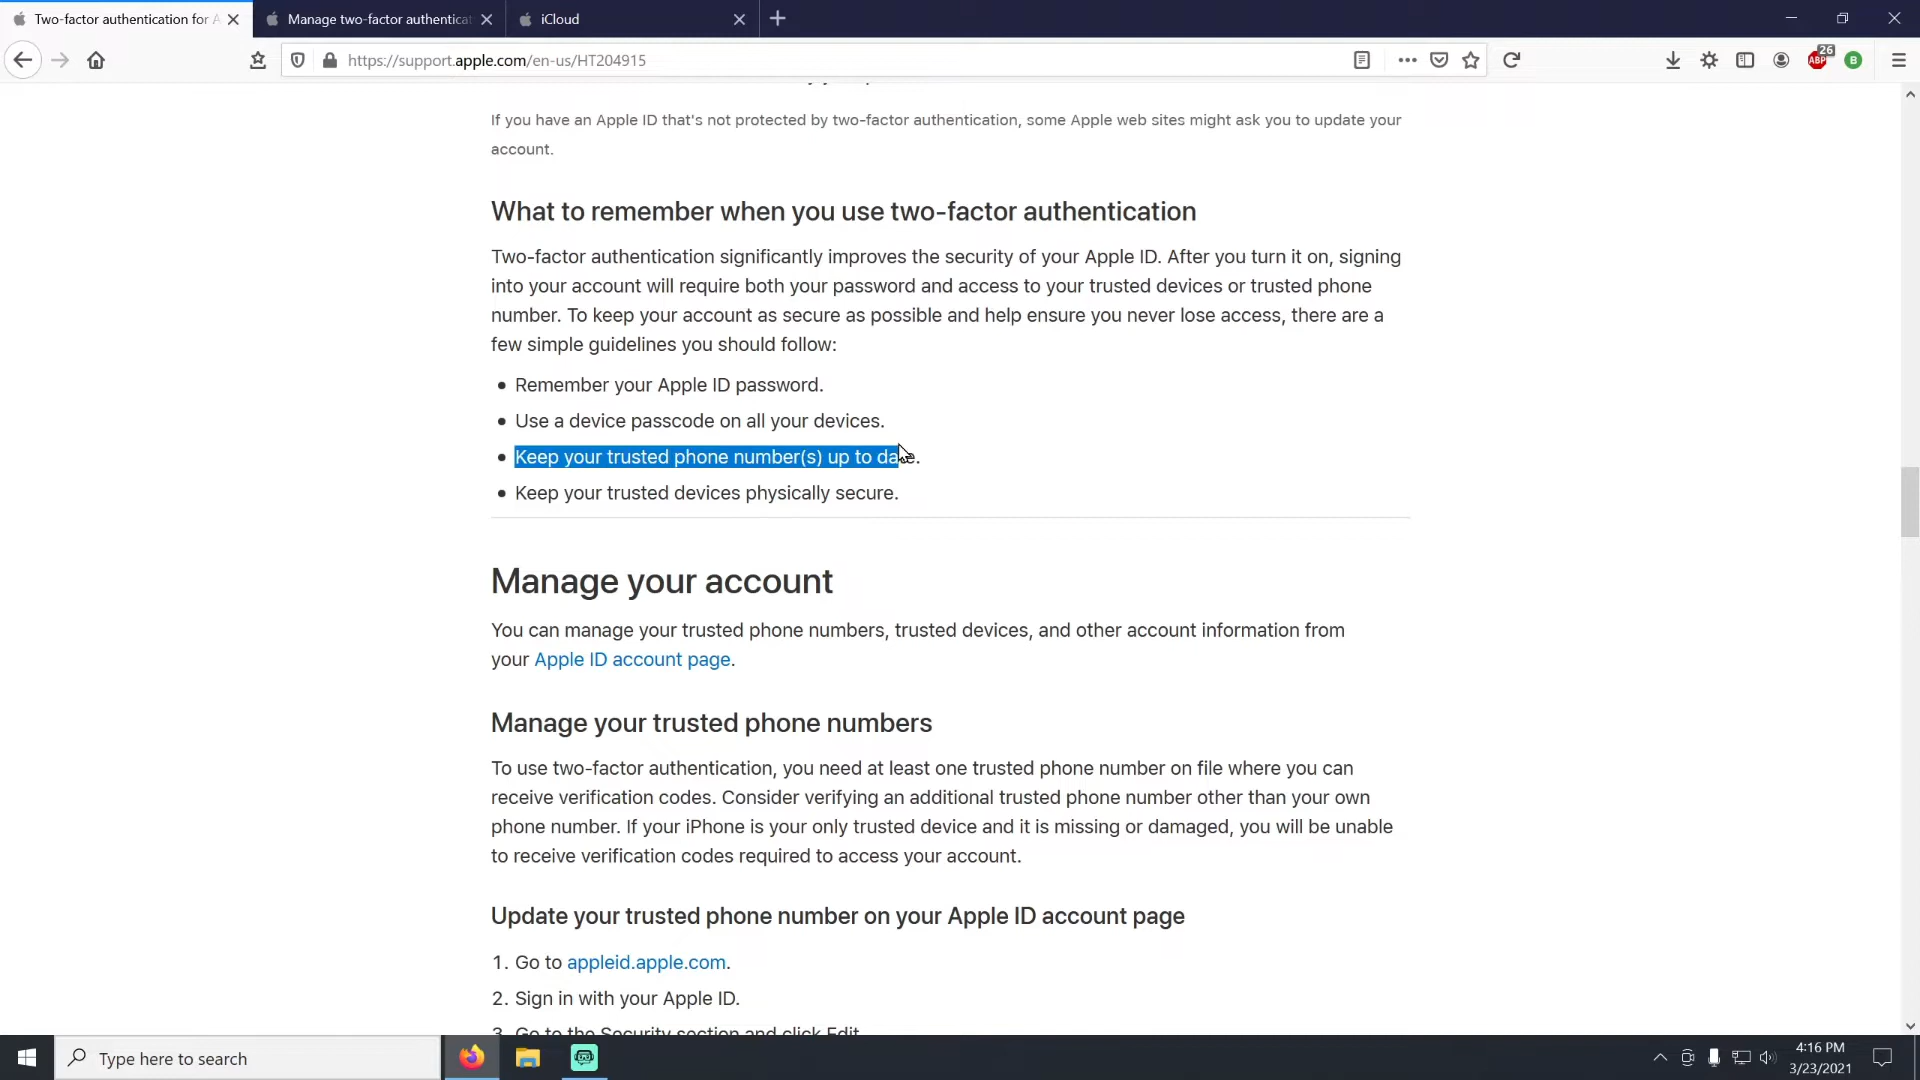 Two-factor authentication for A
Manage two-factor authenticat
iCloud
https://support.apple.com/en-us/HT204915
26
ABP
B
If you have an Apple ID that's not protected by two-factor authentication, some Apple web sites might ask you to update your
account.
What to remember when you use two-factor authentication
Two-factor authentication significantly improves the security of your Apple ID. After you turn it on, signing
into your account will require both your password and access to your trusted devices or trusted phone
number. To keep your account as secure as possible and help ensure you never lose access, there are a
few simple guidelines you should follow:
• Remember your Apple ID password.
• Use a device passcode on all your devices.
• Keep your trusted phone number(s) up to date.
• Keep your trusted devices physically secure.
Manage your account
You can manage your trusted phone numbers, trusted devices, and other account information from
your Apple ID account page.
Manage your trusted phone numbers
To use two-factor authentication, you need at least one trusted phone number on file where you can
receive verification codes. Consider verifying an additional trusted phone number other than your own
phone number. If your iPhone is your only trusted device and it is missing or damaged, you will be unable
to receive verification codes required to access your account.
Update your trusted phone number on your Apple ID account page
1. Go to appleid.apple.com.
2. Sign in with your Apple ID.
3. Go to the Security section and click Edit.
Type here to search
4:16 PM
3/23/2021